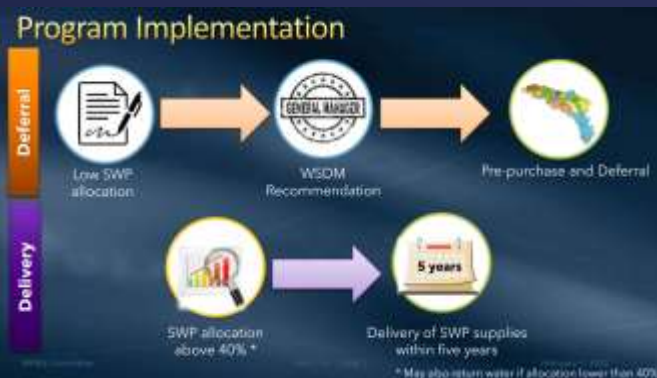 Program Implementation
Deferral
GENERAL MANAGER
Low SWP
allocation
WSDM
Recommendation
Pre-purchase and Deferral
Delivery
5 years
SWP allocation
above 40% *
Delivery of SWP supplies
within five years
* May also return water if allocation lower than 40%